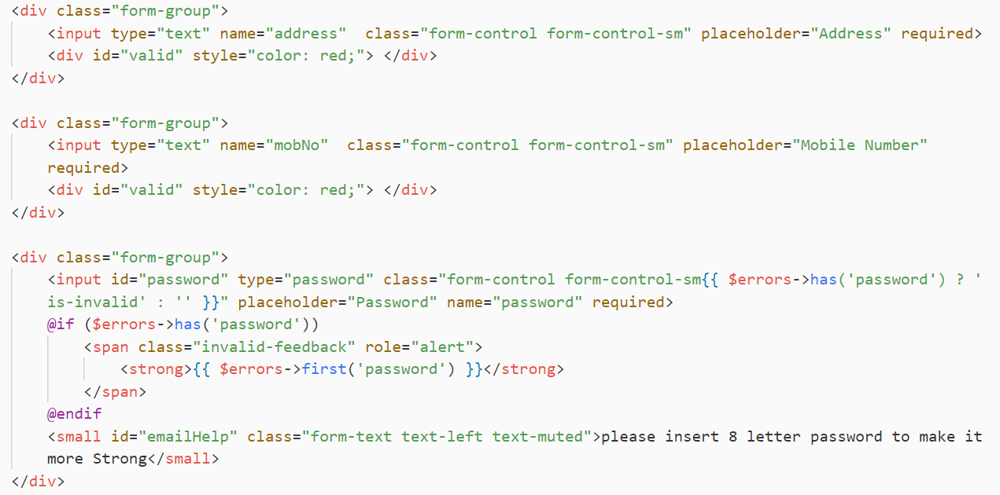 <div class="form-group">
    <input type="text" name="address"  class="form-control form-control-sm" placeholder="Address" required>
    <div id="valid" style="color: red;"> </div>
</div>

<div class="form-group">
    <input type="text" name="mobNo"  class="form-control form-control-sm" placeholder="Mobile Number"
    required>
    <div id="valid" style="color: red;"> </div>
</div>

<div class="form-group">
    <input id="password" type="password" class="form-control form-control-sm{{ $errors->has('password') ? '
    is-invalid' : '' }}" placeholder="Password" name="password" required>
    @if ($errors->has('password'))
        <span class="invalid-feedback" role="alert">
            <strong>{{ $errors->first('password') }}</strong>
        </span>
    @endif
    <small id="emailHelp" class="form-text text-left text-muted">please insert 8 letter password to make it
    more Strong</small>
</div>